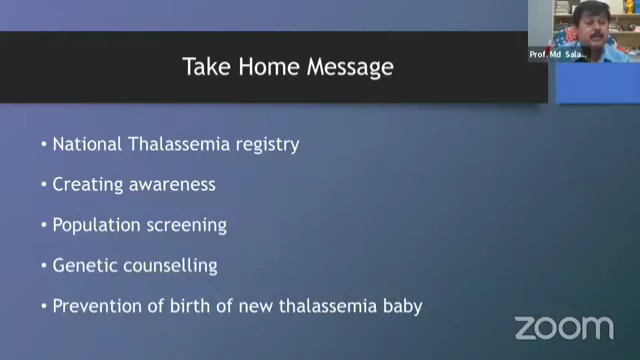 Take Home Message
Prof. Md Sala...
• National Thalassemia registry
• Creating awareness
• Population screening
• Genetic counselling
• Prevention of birth of new thalassemia baby
zoom